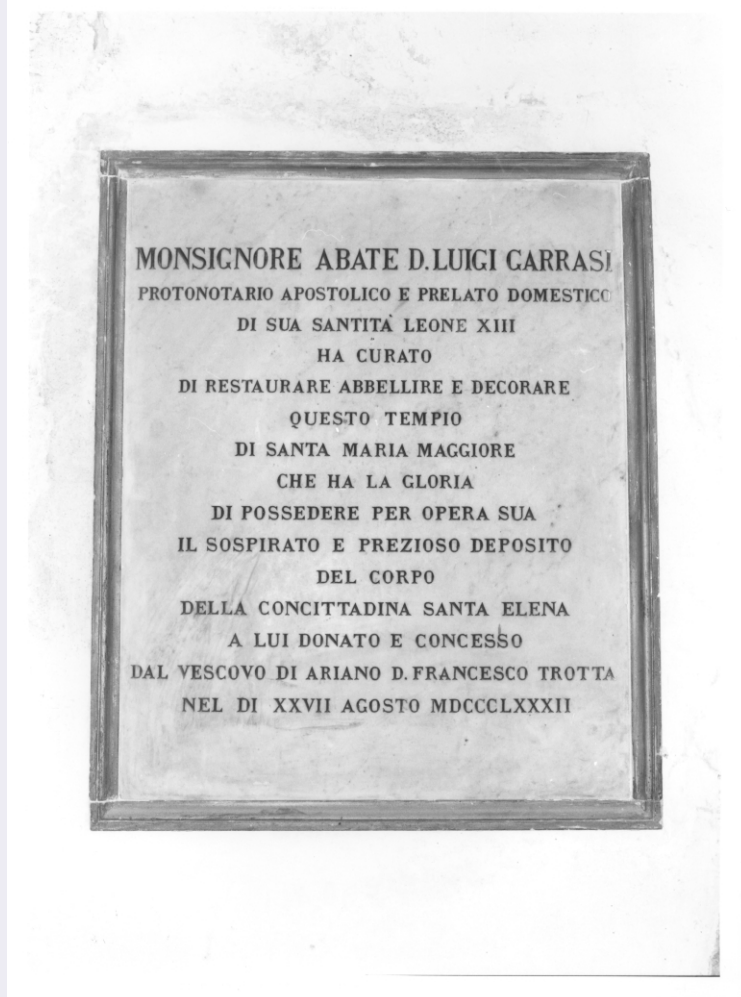 MONSIGNORE ABATE D. LUIGI GARRASI
PROTONOTARIO APOSTOLICO E PRELATO DOMESTICO
DI SUA SANTITÀ LEONE XIII
HA CURATO
DI RESTAURARE ABBELLIRE E DECORARE
QUESTO TEMPIO
DI SANTA MARIA MAGGIORE
CHE HA LA GLORIA
DI POSSEDERE PER OPERA SUA
IL SOSPIRATO E PREZIOSO DEPOSITO
DEL CORPO
DELLA CONCITTADINA SANTA ELENA
A LUI DONATO E CONCESSO
DAL VESCOVO DI ARIANO D. FRANCESCO TROTTA
NEL DI XXVII AGOSTO MDCCCLXXXII